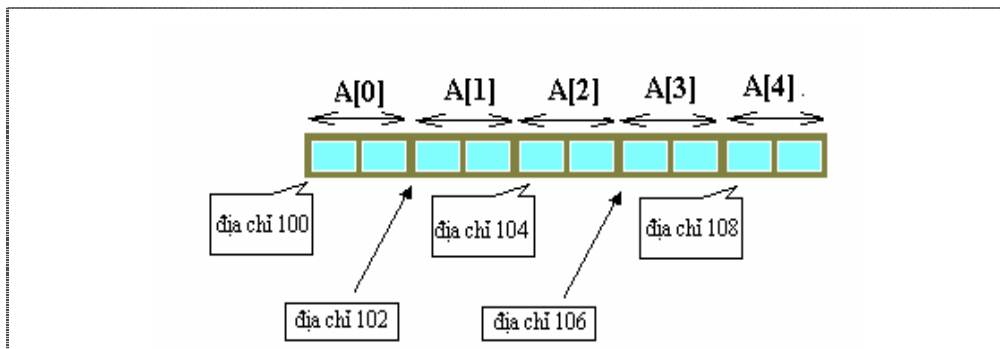 A[0] A[1] A[2] A[3] A[4]
địa chỉ 100
địa chỉ 104
địa chỉ 108
địa chỉ 102
địa chỉ 106